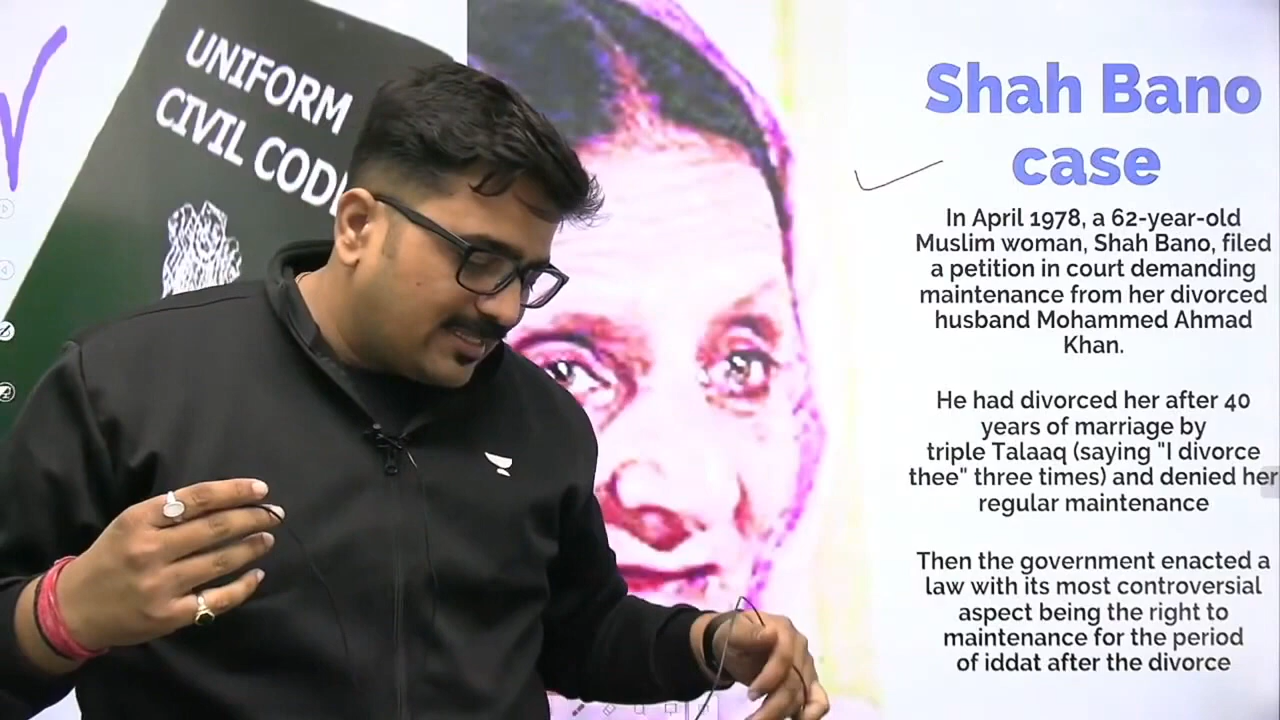 UNIFORM
CIVIL CODE
Shah Bano
case
In April 1978, a 62-year-old
Muslim woman, Shah Bano, filed
a petition in court demanding
maintenance from her divorced
husband Mohammed Ahmad
Khan.
He had divorced her after 40
years of marriage by
triple Talaaq (saying "I divorce
thee" three times) and denied her
regular maintenance
Then the government enacted a
law with its most controversial
aspect being the right to
maintenance for the period
of iddat after the divorce